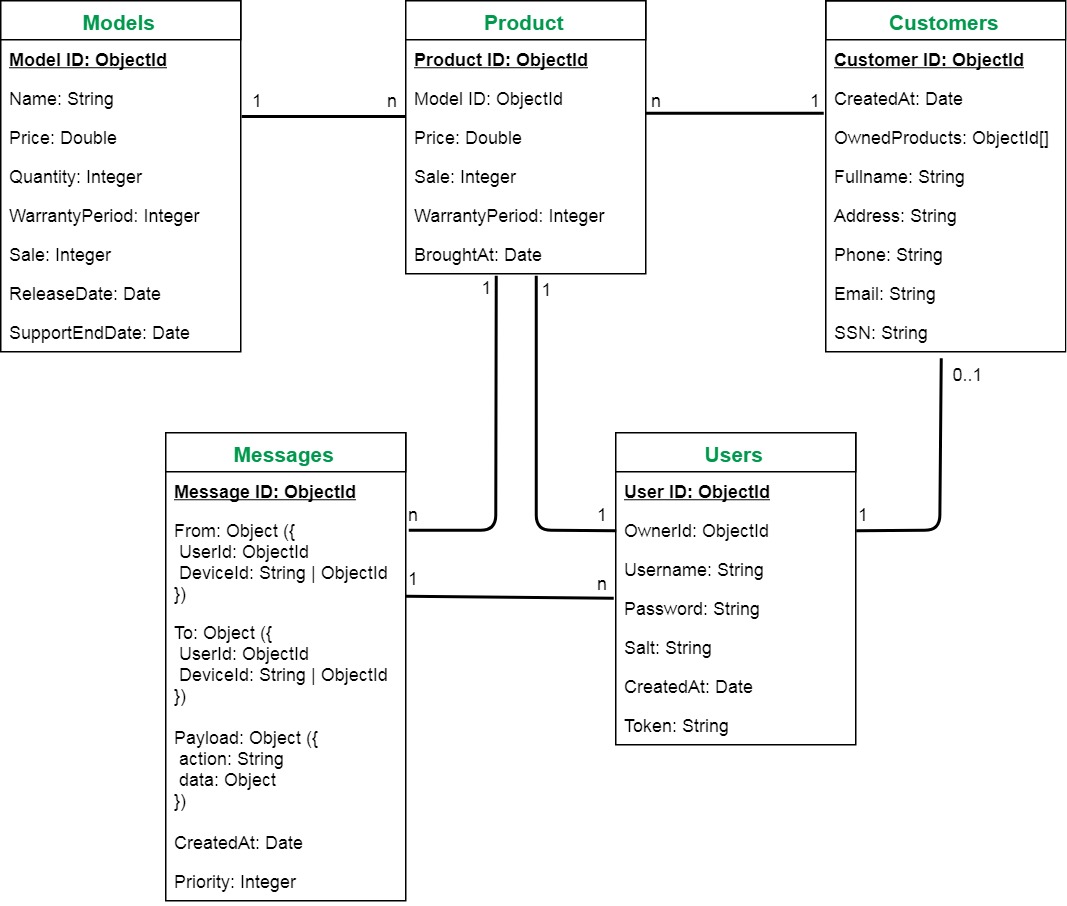 Models
Model ID: ObjectId
Name: String
Price: Double
Quantity: Integer
WarrantyPeriod: Integer
Sale: Integer
ReleaseDate: Date
SupportEndDate: Date
1
n
Product
Product ID: ObjectId
Model ID: ObjectId
Price: Double
Sale: Integer
WarrantyPeriod: Integer
BroughtAt: Date
n
1
Customers
Customer ID: ObjectId
CreatedAt: Date
OwnedProducts: ObjectId[]
Fullname: String
Address: String
Phone: String
Email: String
SSN: String
1
1
0..1
Messages
Message ID: ObjectId
From: Object ({
UserId: ObjectId
DeviceId: String | ObjectId
})
To: Object ({
UserId: ObjectId
DeviceId: String | ObjectId
})
Payload: Object ({
action: String
data: Object
})
CreatedAt: Date
Priority: Integer
n
1
1
n
Users
User ID: ObjectId
OwnerId: ObjectId
Username: String
Password: String
Salt: String
CreatedAt: Date
Token: String
1